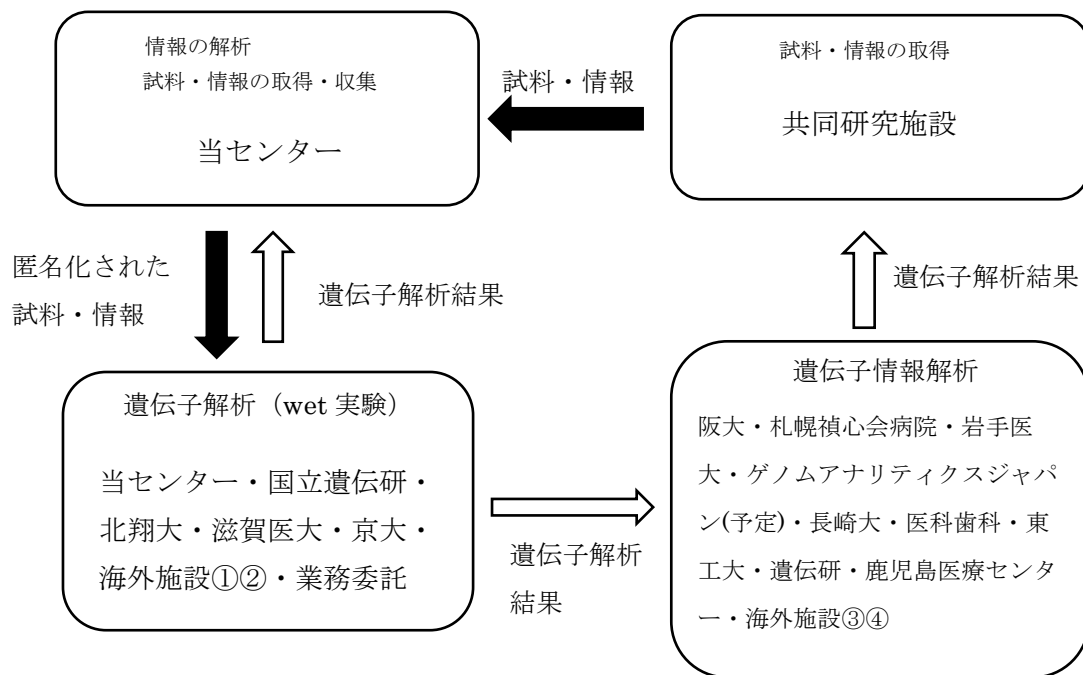 情報の解析
試料・情報の取得・収集
当センター
試料・情報
試料・情報の取得
共同研究施設
匿名化された
試料・情報
遺伝子解析結果
遺伝子解析結果
遺伝子解析（wet 実験）
当センター・国立遺伝研・
北翔大・滋賀医大・京大・
海外施設①②・業務委託
遺伝子解析
結果
遺伝子情報解析
阪大・札幌禎心会病院・岩手医
大・ゲノムアナリティクスジャパ
ン(予定)・長崎大・医科歯科・東
工大・遺伝研・鹿児島医療センタ
ー・海外施設③④